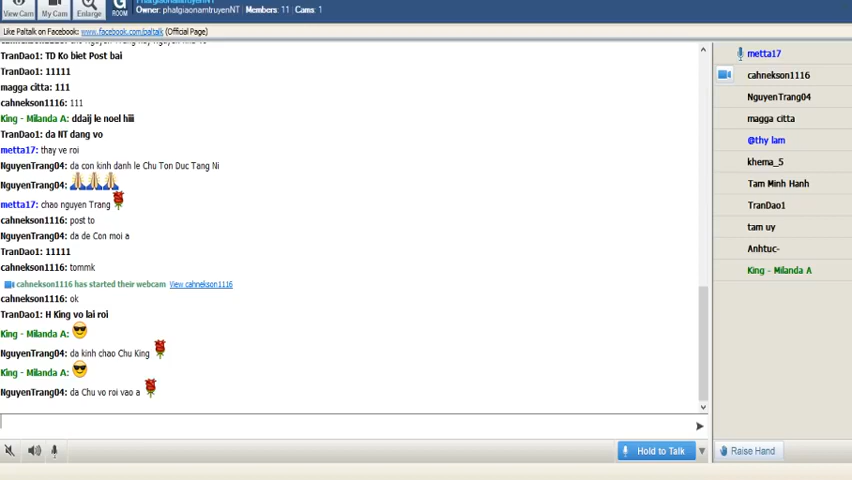 View Cam My Cam Enlarge ROOM
Owner: phatgiaonamtruyenNT | Members: 11 | Cams: 1
Like Paltalk on Facebook: www.facebook.com/paltalk (Official Page)
TranDao1: TD Ko biet Post bai
TranDao1: 11111
magga citta: 111
cahnekson1116: 111
King - Milanda A: ddaij le noel hiii
TranDao1: da NT dang vo
metta17: thay ve roi
NguyenTrang04: da con kinh danh le Chu Ton Duc Tang Ni
NguyenTrang04:
metta17: chao nguyen Trang
cahnekson1116: post to
NguyenTrang04: da de Con moi a
TranDao1: 11111
cahnekson1116: tommk
cahnekson1116 has started their webcam View cahnekson1116
cahnekson1116: ok
TranDao1: H King vo lai roi
King - Milanda A:
NguyenTrang04: da kinh chao Chu King
King - Milanda A:
NguyenTrang04: da Chu vo roi vao a
Hold to Talk
metta17
cahnekson1116
NguyenTrang04
magga citta
@thy lam
khema_5
Tam Minh Hanh
TranDao1
tam uy
Anhtuc-
King - Milanda A
Raise Hand